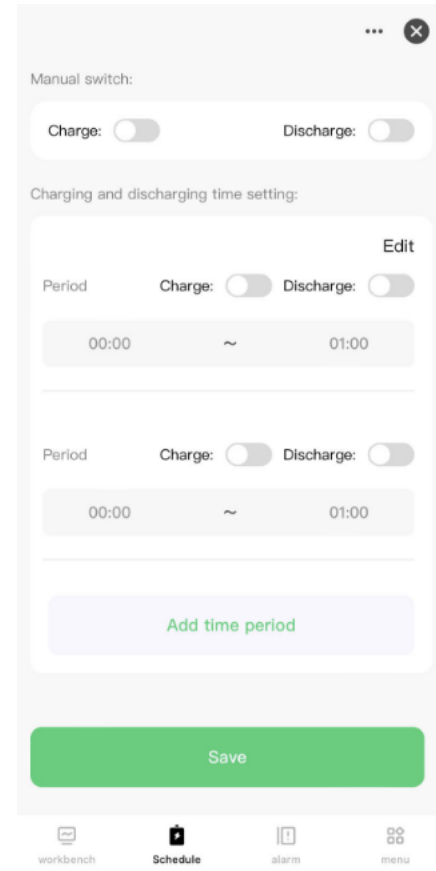 Manual switch:
Charge: Discharge:
Charging and discharging time setting:
Edit
Period Charge: Discharge:
00:00 ~ 01:00
Period Charge: Discharge:
00:00 ~ 01:00
Add time period
Save
workbench Schedule alarm menu